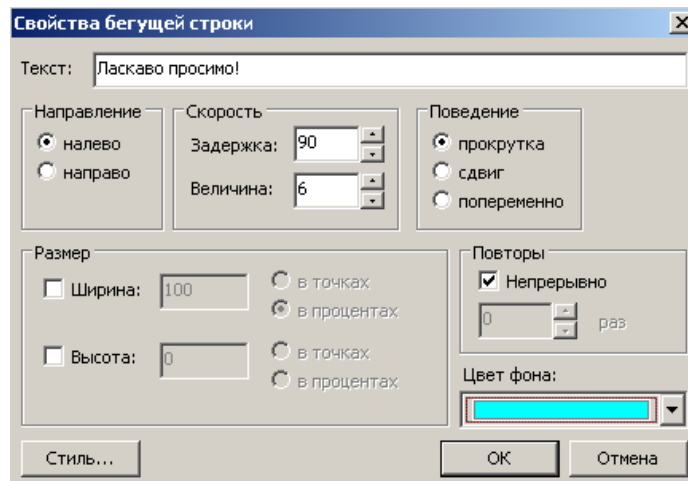 Свойства бегущей строки
Текст: Ласкаво просимо!
Направление Скорость Поведение
налево Задержка: 90 прокрутка
направо сдвиг
Величина: 6 попеременно
Размер Повторы
Ширина: 100 в точках Непрерывно
в процентах 0 раз
Высота: 0 в точках
в процентах Цвет фона:
Стиль... ОК Отмена